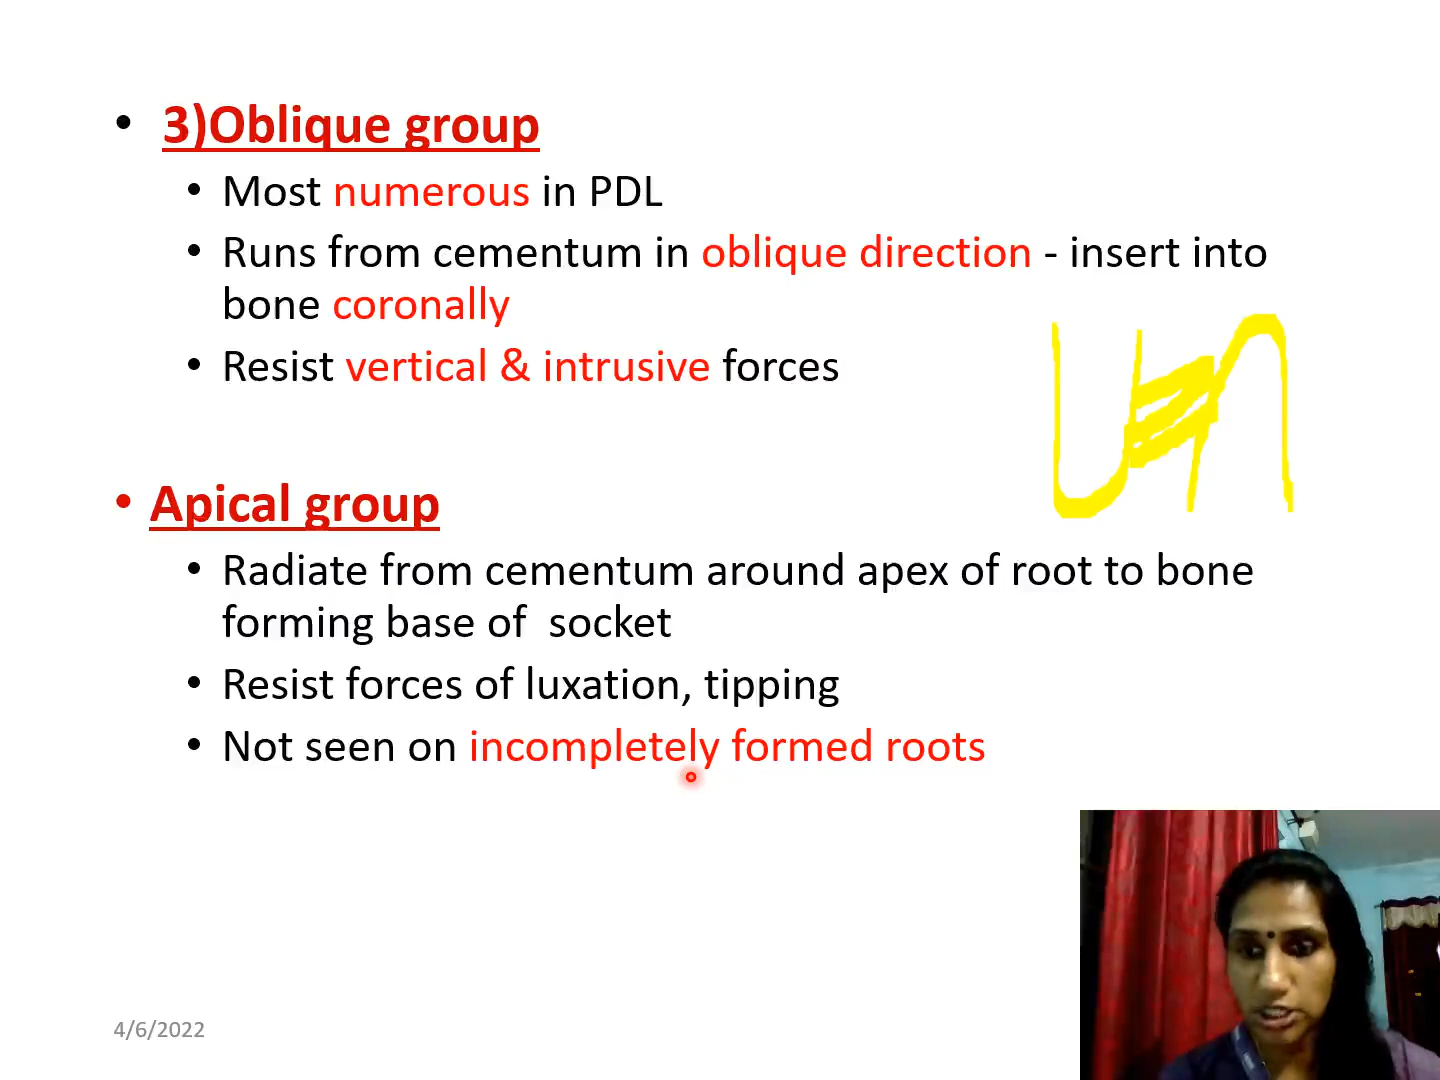 • 3)Oblique group
• Most numerous in PDL
• Runs from cementum in oblique direction - insert into
bone coronally
• Resist vertical & intrusive forces
• Apical group
• Radiate from cementum around apex of root to bone
forming base of socket
• Resist forces of luxation, tipping
• Not seen on incompletely formed roots
4/6/2022